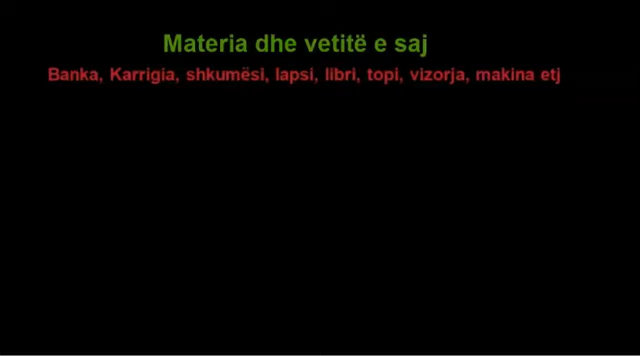 Materia dhe vetitë e saj
Banka, Karrigia, shkumësi, lapsi, libri, topi, vizorja, makina etj